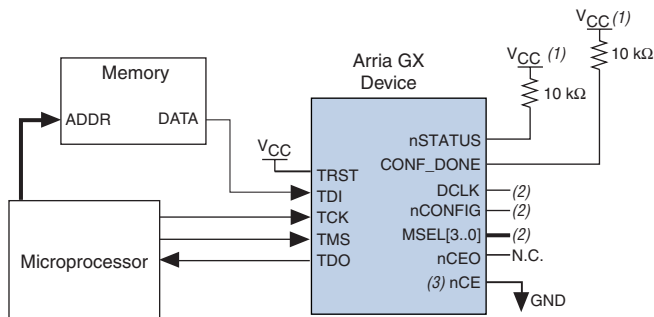 V_CC (1)
V_CC (1)
10 kΩ
10 kΩ
Arria GX
Device
Memory
ADDR
DATA
V_CC
nSTATUS
CONF_DONE
TRST
TDI
TCK
TMS
TDO
DCLK
(2)
nCONFIG
(2)
MSEL[3..0]
(2)
nCEO
N.C.
(3) nCE
GND
Microprocessor